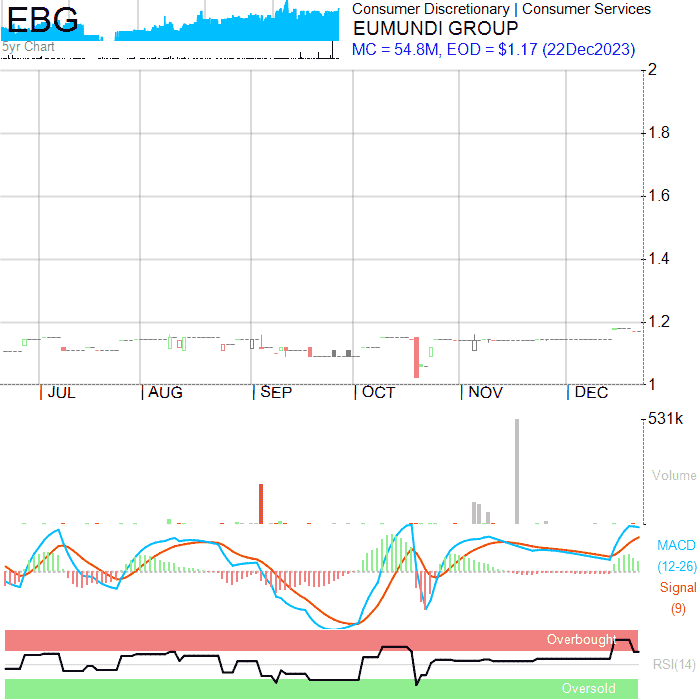 EBG
5yr Chart
Consumer Discretionary | Consumer Services
EUMUNDI GROUP
MC = 54.8M, EOD = $1.17 (22Dec2023)
2
1.8
1.6
1.4
1.2
1
JUL AUG SEP OCT NOV DEC
531k
Volume
MACD
(12-26)
Signal
(9)
Overbought
RSI(14)
Oversold